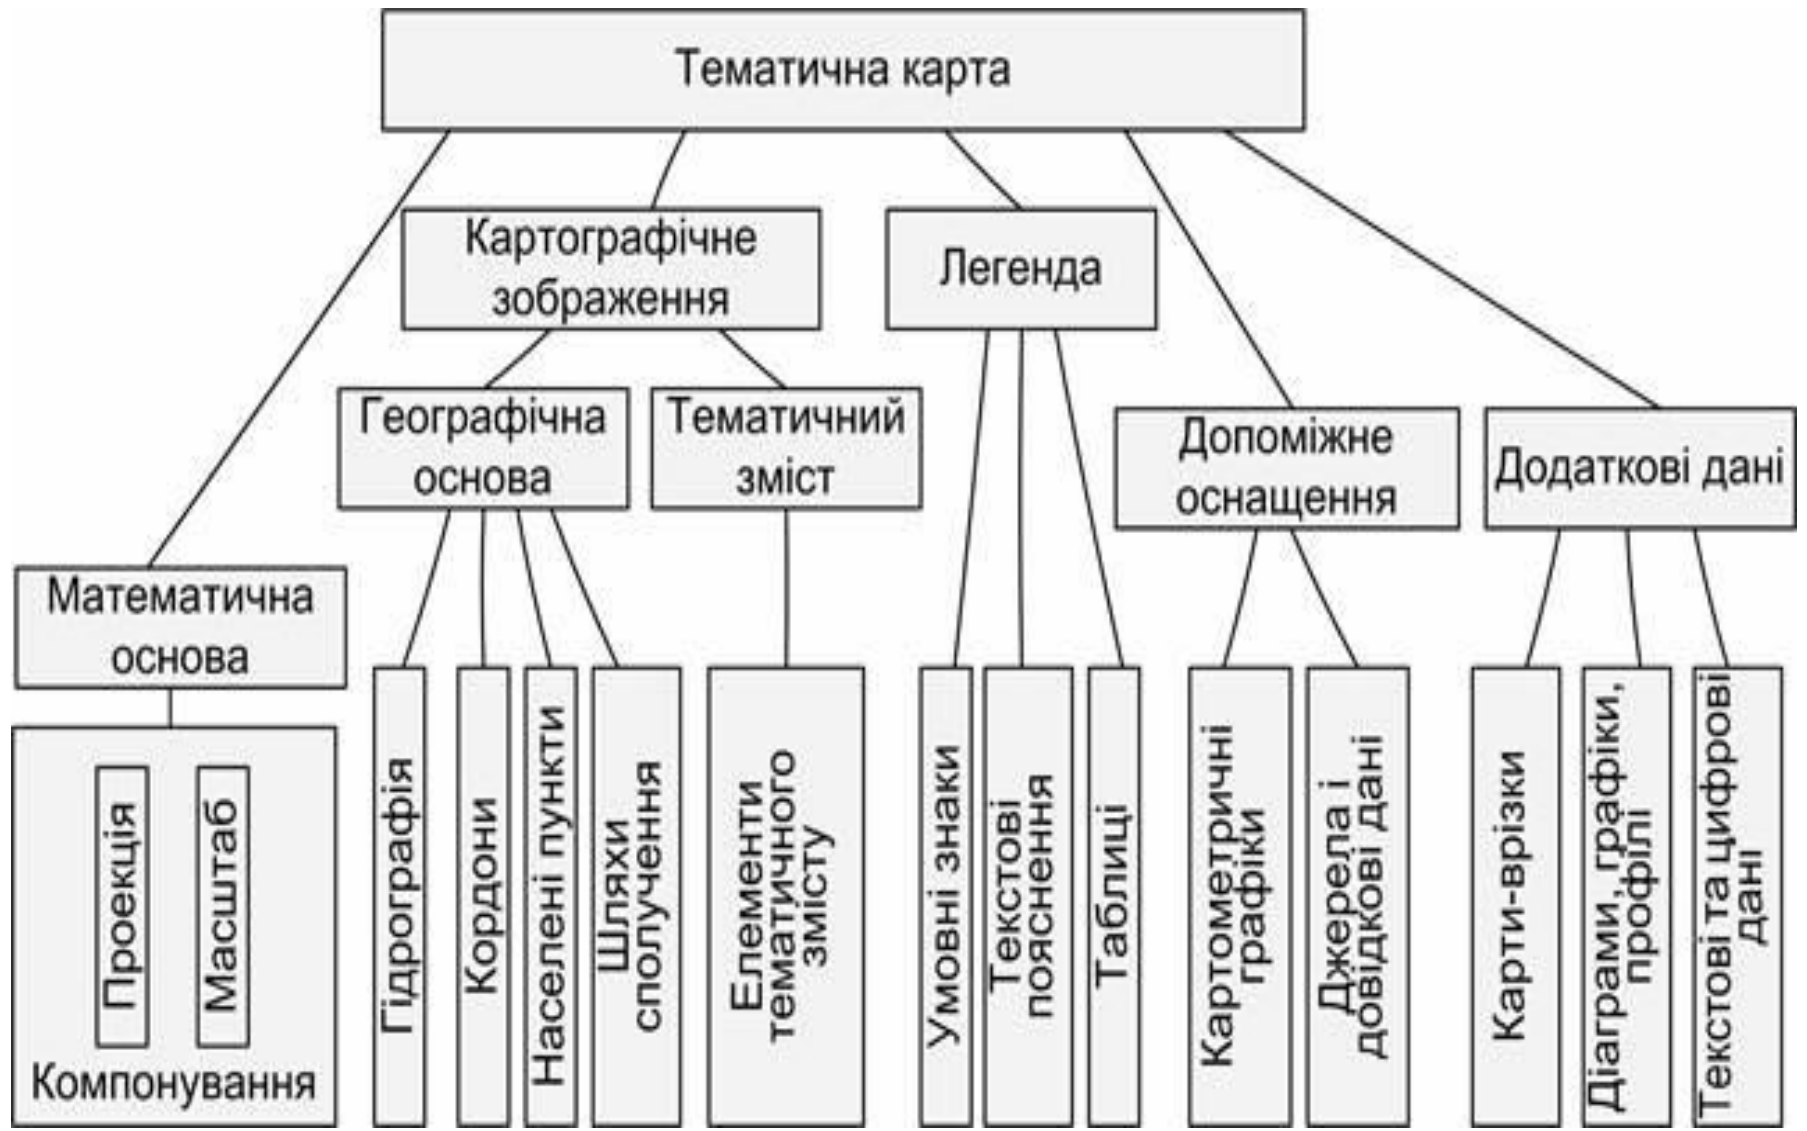 Тематична карта
Картографічне
зображення
Легенда
Географічна
основа
Тематичний
зміст
Допоміжне
оснащення
Додаткові дані
Математична
основа
Проекція
Масштаб
Компонування
Гідрографія
Кордони
Населені пункти
Шляхи
сполучення
Елементи
тематичного
змісту
Умовні знаки
Текстові
пояснення
Таблиці
Картометричні
графіки
Джерела і
довідкові дані
Карти-врізки
Діаграми, графіки,
профілі
Текстові та цифрові
дані